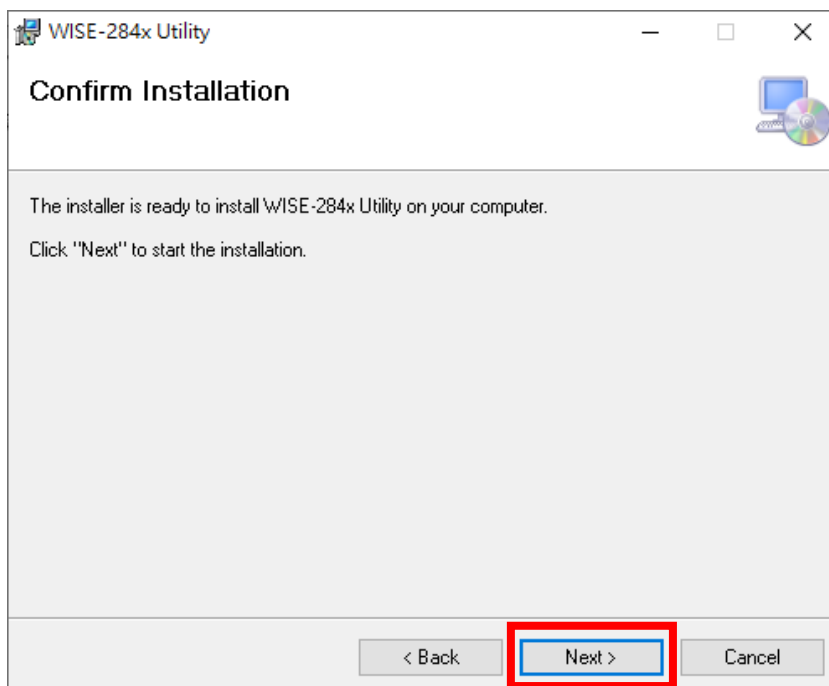 WISE-284x Utility
Confirm Installation
The installer is ready to install WISE-284x Utility on your computer.
Click "Next" to start the installation.
< Back
Next >
Cancel